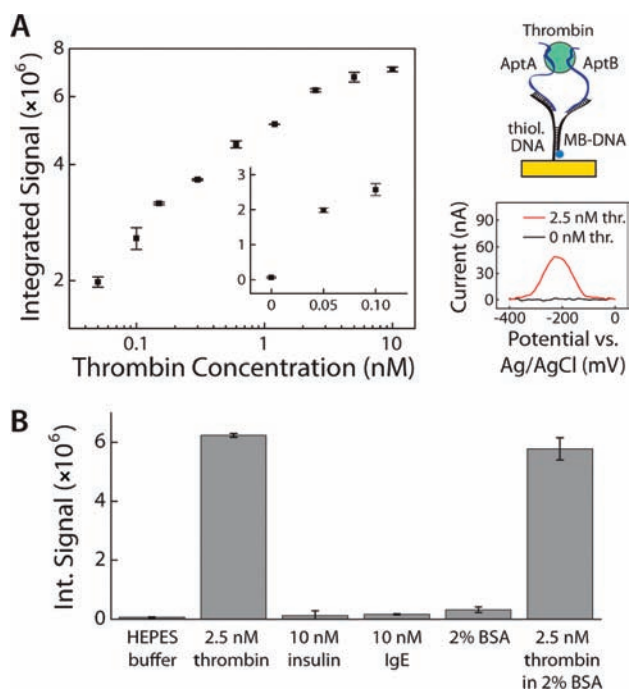 A
Integrated Signal (×10⁶)
8
6
4
2
3
2
1
0
0 0.05 0.10
0.1 1 10
Thrombin Concentration (nM)
Thrombin
AptA AptB
thiol. MB-DNA
DNA
Current (nA)
90
60
30
0
2.5 nM thr.
0 nM thr.
-400 -200 0
Potential vs.
Ag/AgCl (mV)
B
Int. Signal (×10⁶)
6
4
2
0
HEPES
buffer
2.5 nM
thrombin
10 nM
insulin
10 nM
IgE
2% BSA
2.5 nM
thrombin
in 2% BSA